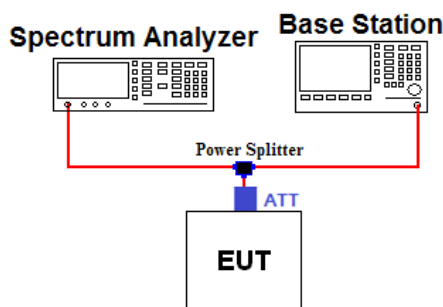 Spectrum Analyzer
Base Station
Power Splitter
ATT
EUT